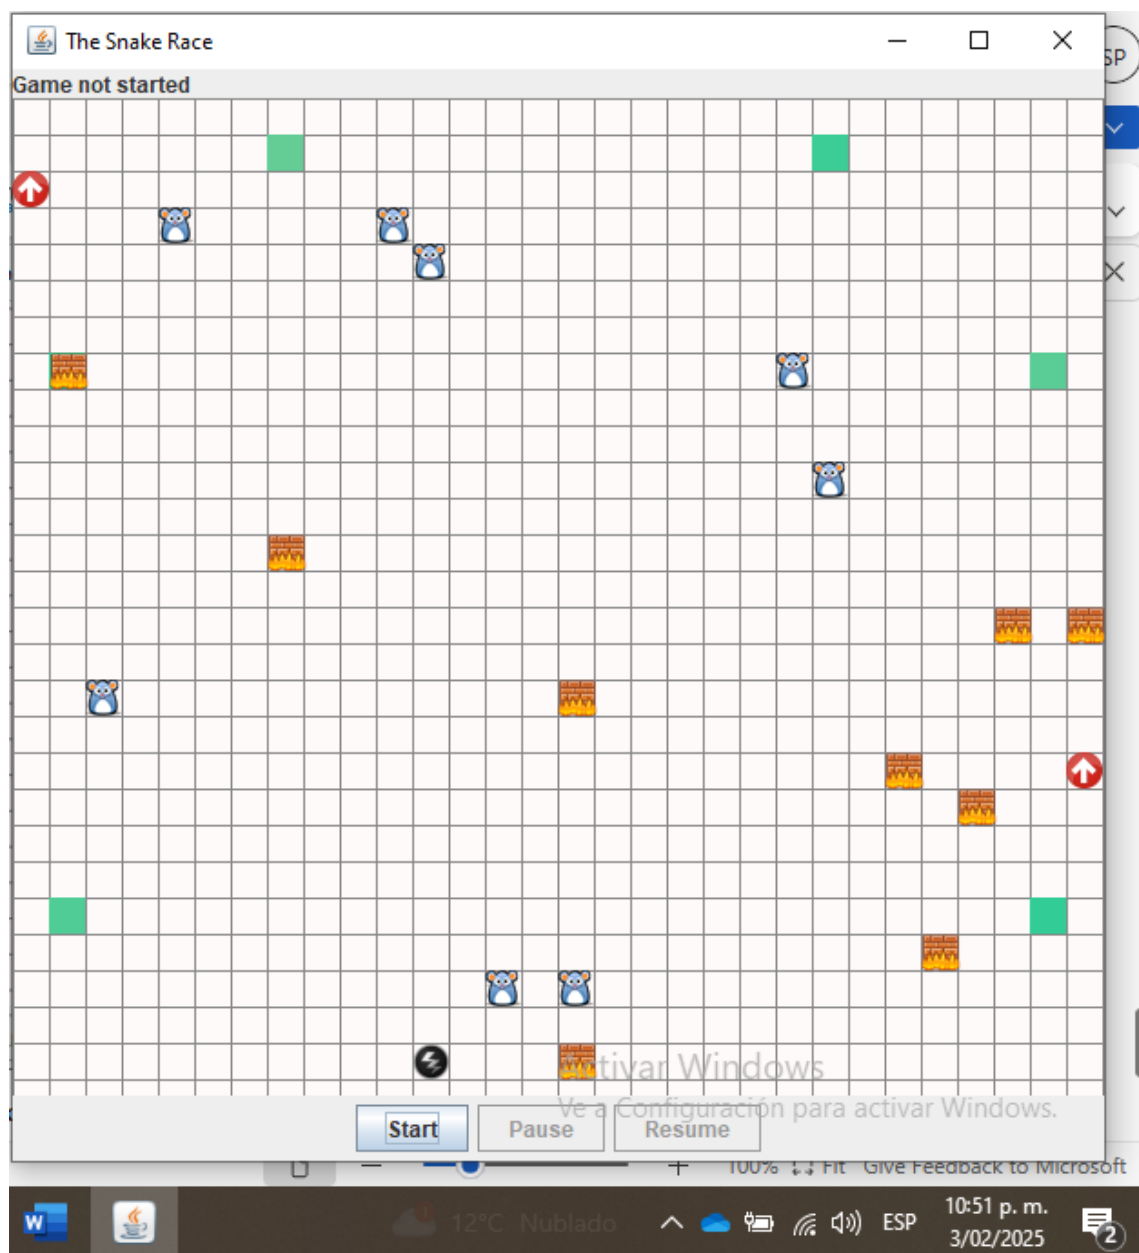 The Snake Race
SP
Game not started
Activar Windows
Ve a Configuración para activar Windows.
Start
Pause
Resume
100%
Fit
Give Feedback to Microsoft
W
12°C Nublado
ESP
10:51 p. m.
3/02/2025
2